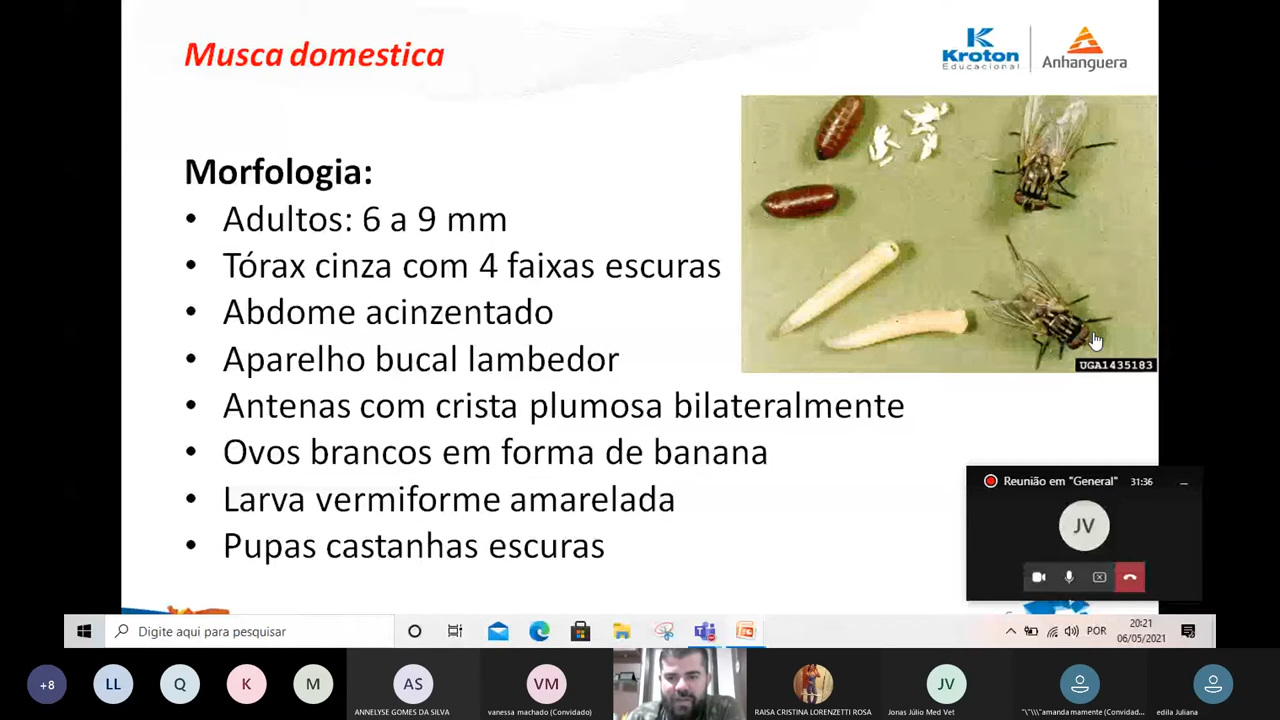 Musca domestica
Kroton
Educacional
Anhanguera
Morfologia:
• Adultos: 6 a 9 mm
• Tórax cinza com 4 faixas escuras
• Abdome acinzentado
• Aparelho bucal lambedor
• Antenas com crista plumosa bilateralmente
• Ovos brancos em forma de banana
• Larva vermiforme amarelada
• Pupas castanhas escuras
UGA1435183
Reunião em "General" 31:36
JV
Digite aqui para pesquisar
POR
20:21
06/05/2021
+8
LL
Q
K
M
AS
ANNELYSE GOMES DA SILVA
VM
vanessa machado (Convidado)
RAISA CRISTINA LORENZETTI ROSA
JV
Jonas Júlio Med Vet
"\"\\\"amanda mamente (Convidad...
edila Juliana